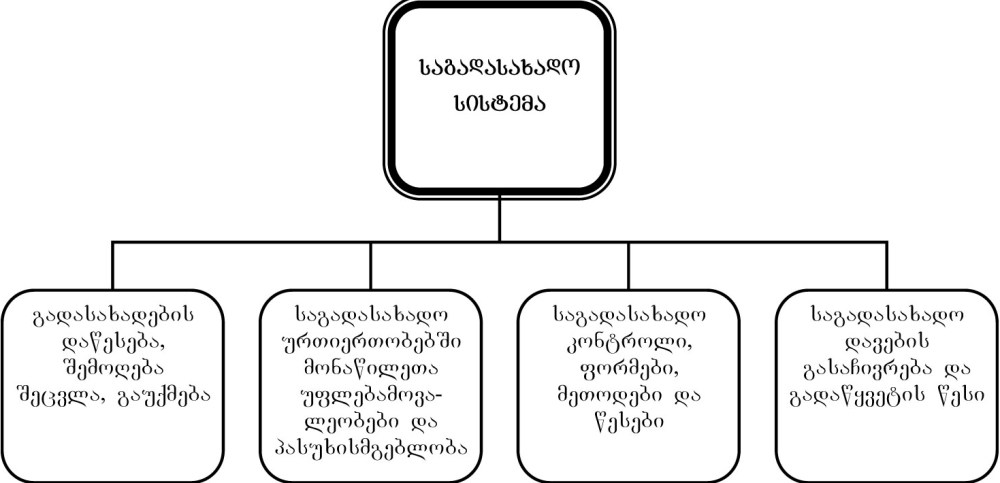 საგადასახადო
სისტემა
გადასახადების
დაწესება,
შემოღება
შეცვლა, გაუქმება
საგადასახადო
ურთიერთობებში
მონაწილეთა
უფლებამოვა-
ლეობები და
პასუხისმგებლობა
საგადასახადო
კონტროლი,
ფორმები,
მეთოდები და
წესები
საგადასახადო
დავების
გასაჩივრება და
გადაწყვეტის წესი